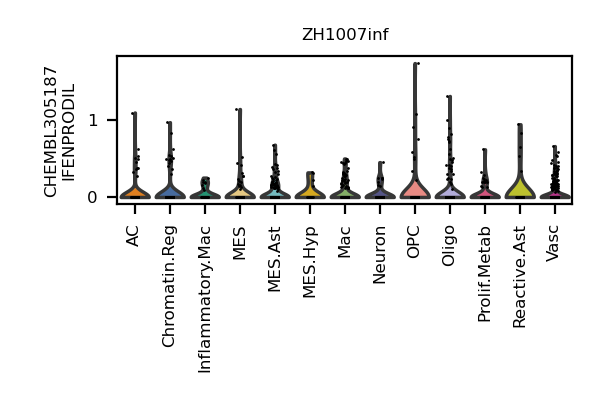 ZH1007inf
CHEMBL305187
IFENPRODIL
1
0
AC
Chromatin.Reg
Inflammatory.Mac
MES
MES.Ast
MES.Hyp
Mac
Neuron
OPC
Oligo
Prolif.Metab
Reactive.Ast
Vasc